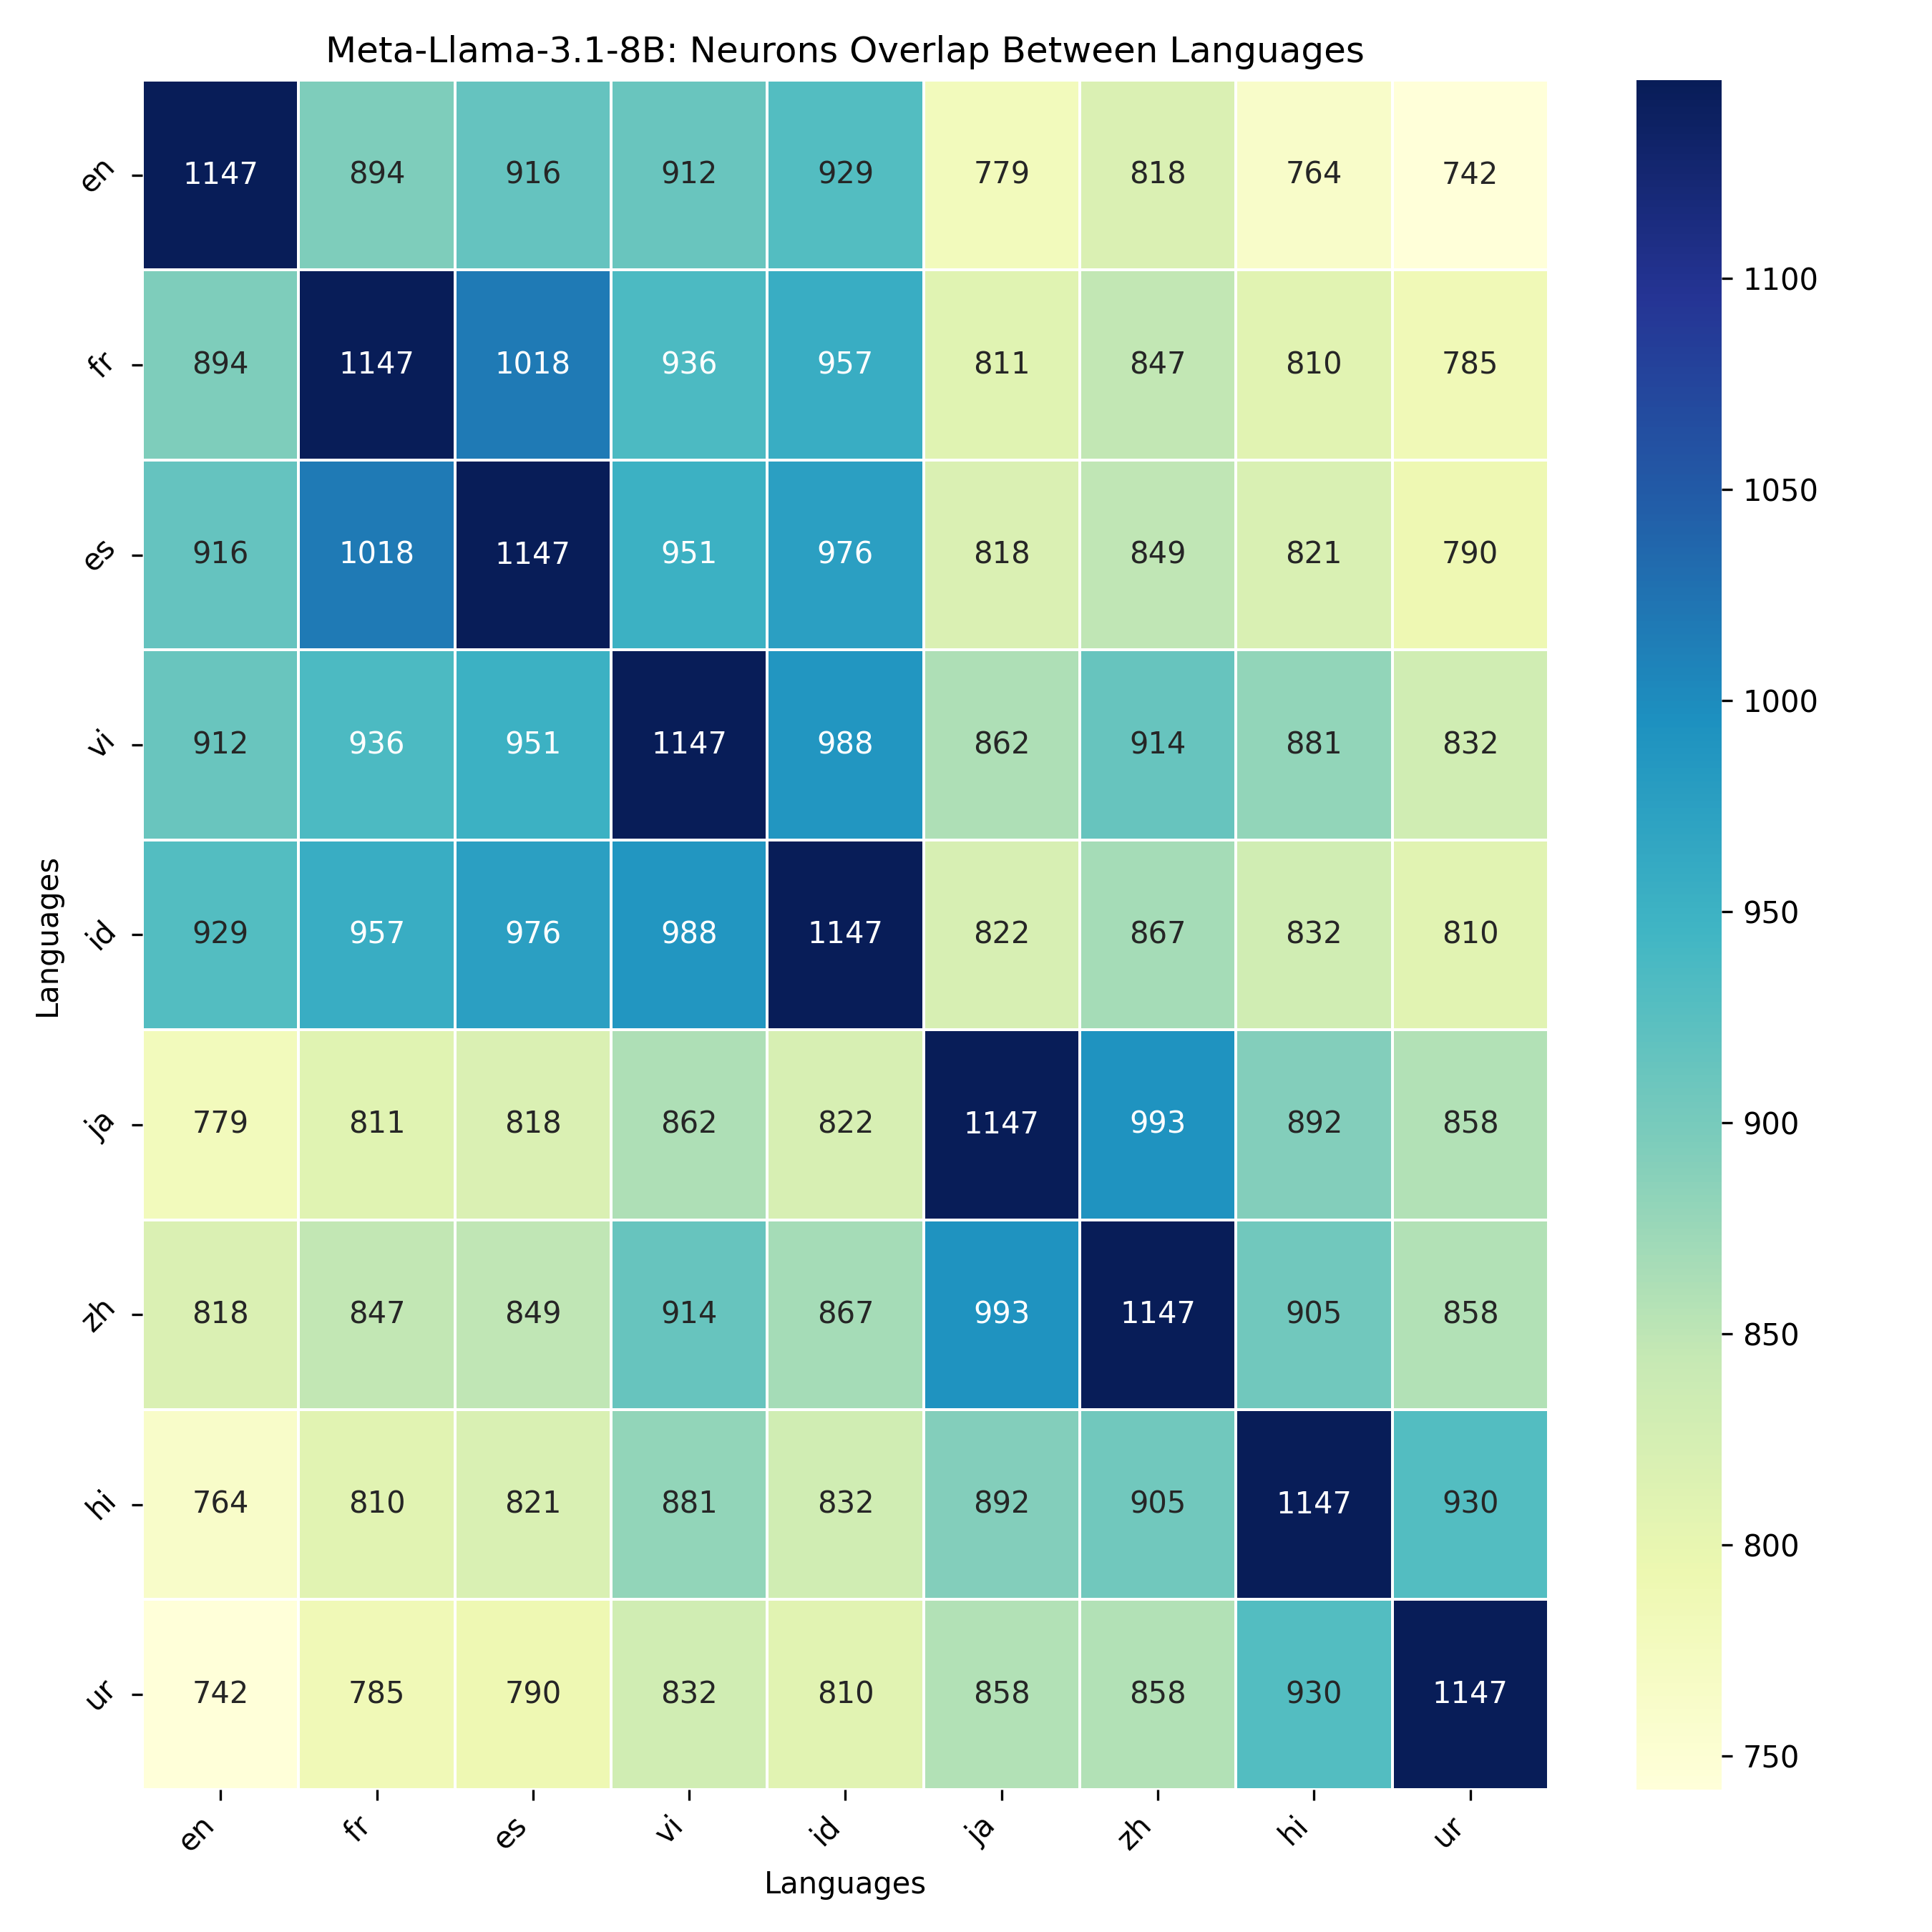 Meta-Llama-3.1-8B: Neurons Overlap Between Languages
en 1147 894 916 912 929 779 818 764 742
fr 894 1147 1018 936 957 811 847 810 785
es 916 1018 1147 951 976 818 849 821 790
vi 912 936 951 1147 988 862 914 881 832
id 929 957 976 988 1147 822 867 832 810
ja 779 811 818 862 822 1147 993 892 858
zh 818 847 849 914 867 993 1147 905 858
hi 764 810 821 881 832 892 905 1147 930
ur 742 785 790 832 810 858 858 930 1147
en fr es vi id ja zh hi ur
Languages
Languages
1100
1050
1000
950
900
850
800
750